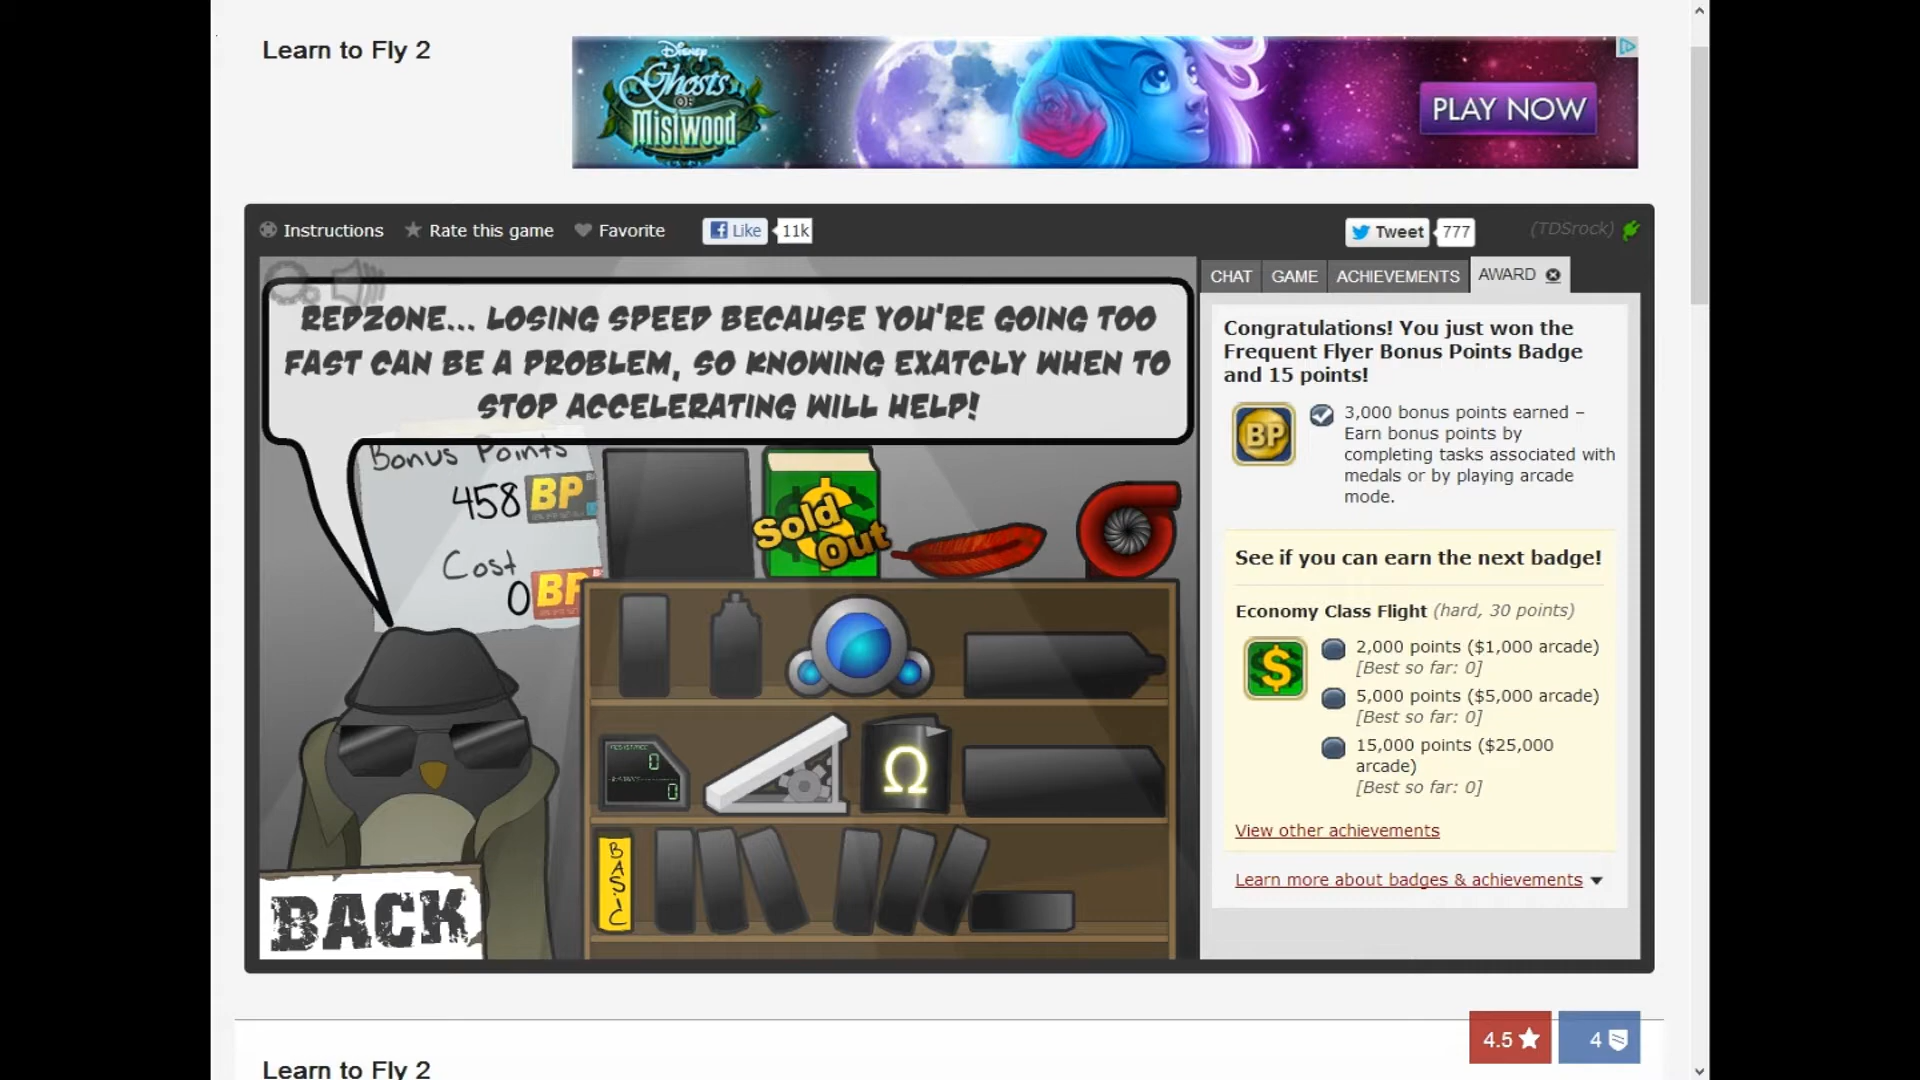 Learn to Fly 2
Disney
Ghosts
OF
Mistwood
PLAY NOW
Instructions
Rate this game
Favorite
Like
11k
Tweet
777
(TDSrock)
REDZONE... LOSING SPEED BECAUSE YOU'RE GOING TOO
FAST CAN BE A PROBLEM, SO KNOWING EXATCLY WHEN TO
STOP ACCELERATING WILL HELP!
Bonus Points
458 BP
Cost
0 BP
Sold
Out
RESISTANCE
0
0
Ω
BASIC
BACK
CHAT
GAME
ACHIEVEMENTS
AWARD
Congratulations! You just won the
Frequent Flyer Bonus Points Badge
and 15 points!
BP
3,000 bonus points earned –
Earn bonus points by
completing tasks associated with
medals or by playing arcade
mode.
See if you can earn the next badge!
Economy Class Flight (hard, 30 points)
$
2,000 points ($1,000 arcade)
[Best so far: 0]
5,000 points ($5,000 arcade)
[Best so far: 0]
15,000 points ($25,000
arcade)
[Best so far: 0]
View other achievements
Learn more about badges & achievements
4.5
4
Learn to Fly 2